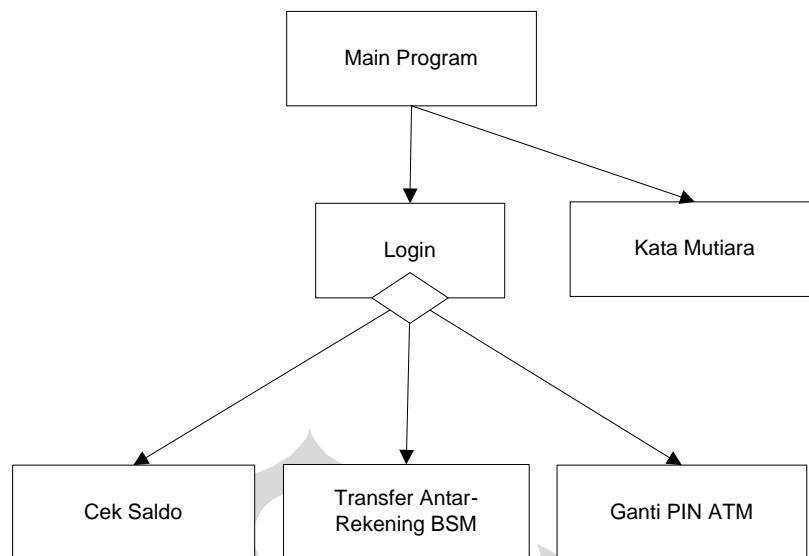 Main Program
Login
Kata Mutiara
Cek Saldo
Transfer Antar-
Rekening BSM
Ganti PIN ATM